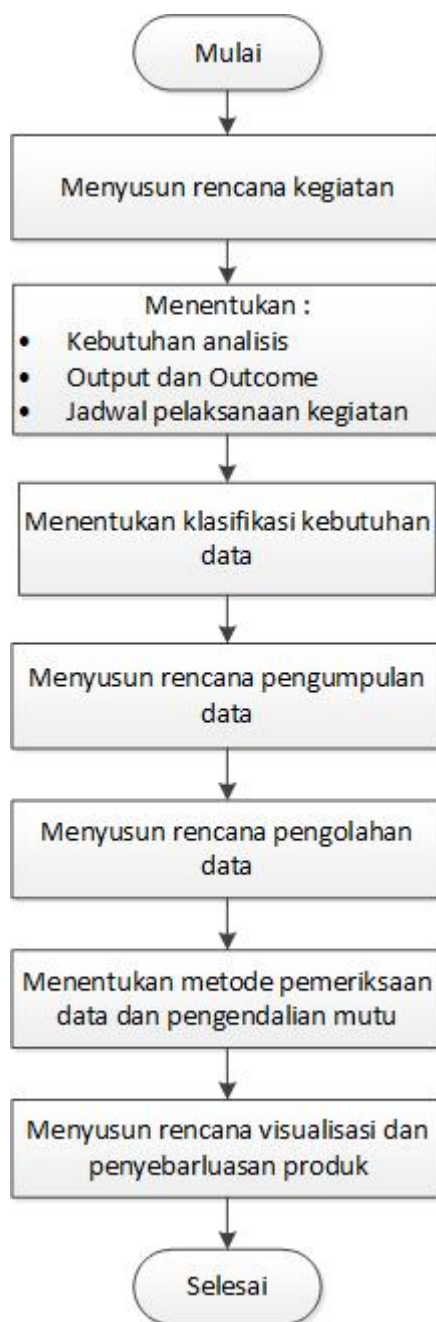 Mulai
Menyusun rencana kegiatan
Menentukan :
• Kebutuhan analisis
• Output dan Outcome
• Jadwal pelaksanaan kegiatan
Menentukan klasifikasi kebutuhan
data
Menyusun rencana pengumpulan
data
Menyusun rencana pengolahan
data
Menentukan metode pemeriksaan
data dan pengendalian mutu
Menyusun rencana visualisasi dan
penyebarluasan produk
Selesai